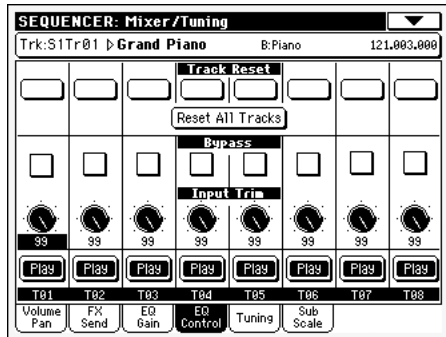 SEQUENCER: Mixer/Tuning
Trk:S1Tr01 Grand Piano B:Piano 121.003.000
Track Reset
Reset All Tracks
Bypass
Input Trim
99 99 99 99 99 99 99 99
Play Play Play Play Play Play Play Play
T01 T02 T03 T04 T05 T06 T07 T08
Volume Pan FX Send EQ Gain EQ Control Tuning Sub Scale